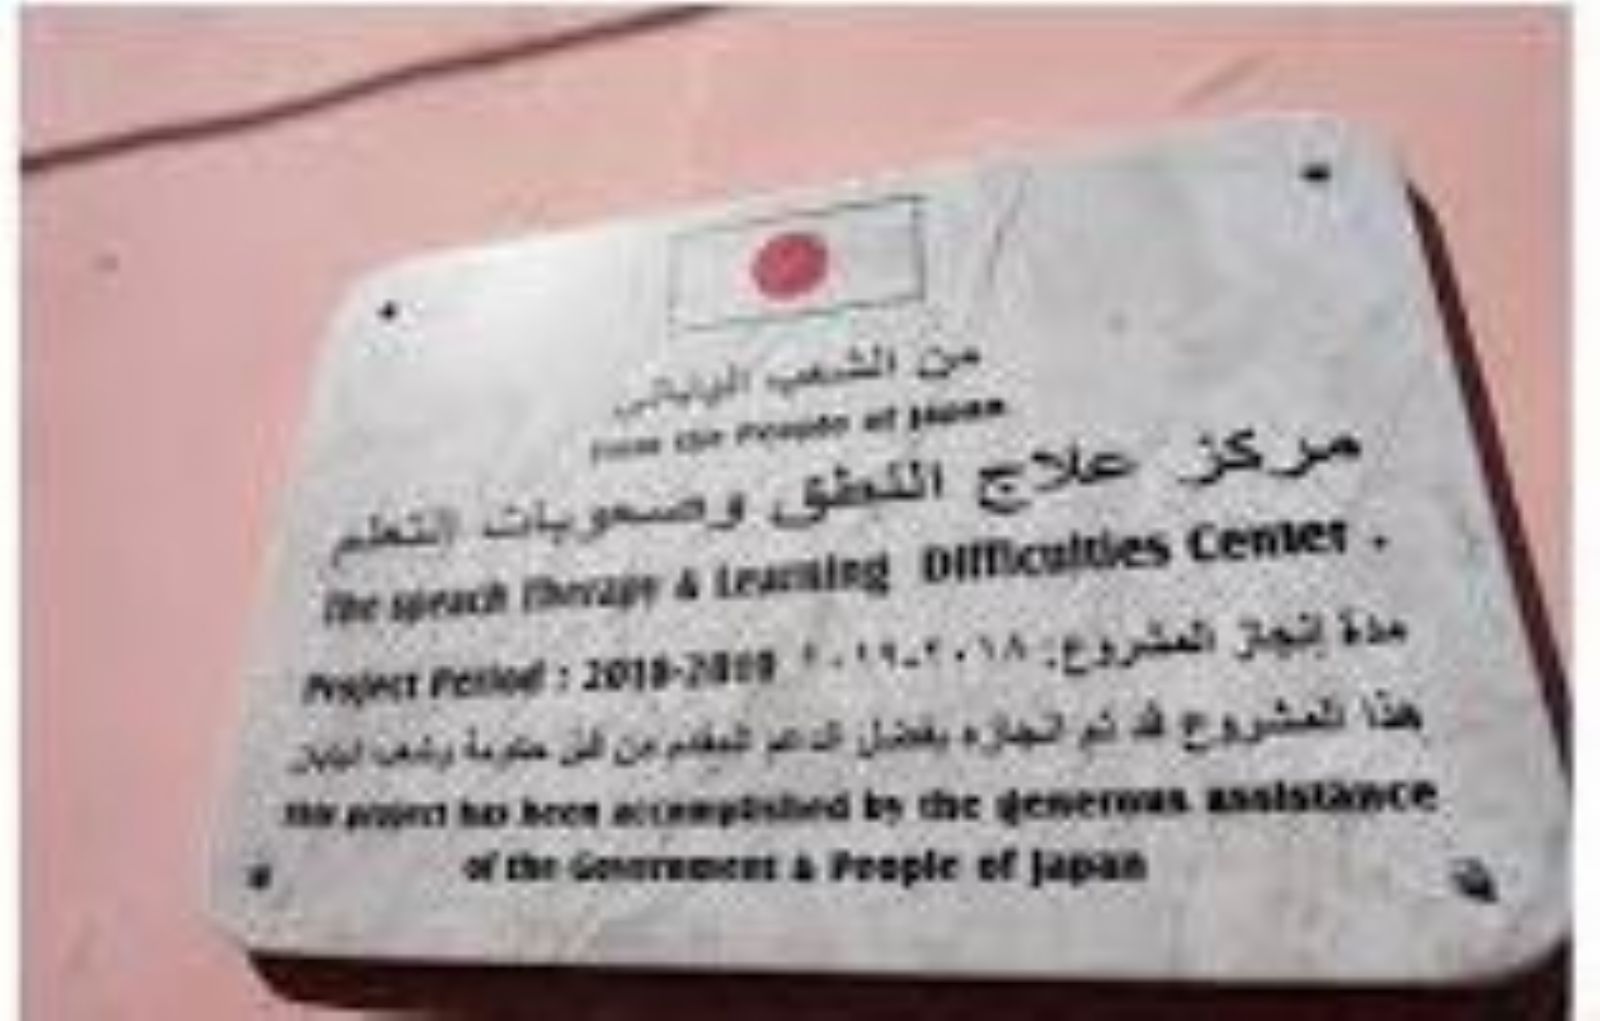 من الشعب الياباني
From the People of Japan
مركز علاج النطق وصعوبات التعلم
The Speach Therapy & Learning Difficulties Center .
Project Period : 2018-2019 مدة إنجاز المشروع: ٢٠١٨-٢٠١٩
هذا المشروع قد تم انجازه بفضل الدعم المقدم من قبل حكومة وشعب اليابان
This project has been accomplished by the generous assistance
of the Government & People of Japan